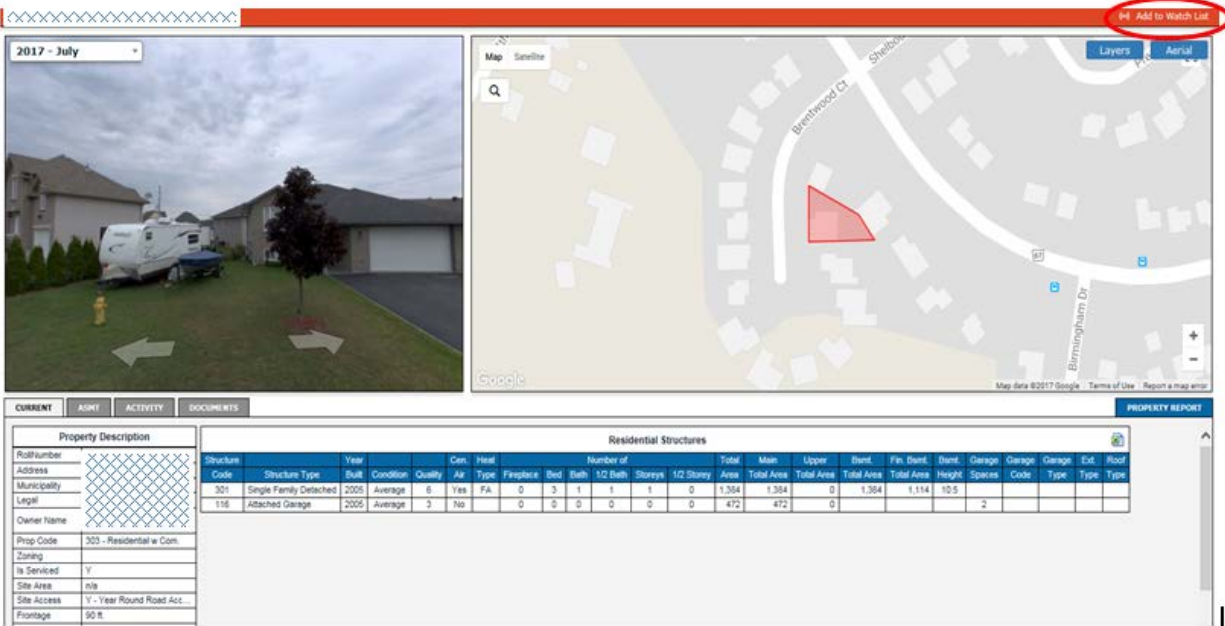 Add to Watch List
2017 - July
Map Satellite
Layers Aerial
Brentwood Ct
Birmingham Dr
Google
Map data ©2017 Google Terms of Use Report a map error
CURRENT ASMT ACTIVITY DOCUMENTS PROPERTY REPORT
Property Description
RollNumber
Address
Municipality
Legal
Owner Name
Prop Code 303 - Residential w Com.
Zoning
Is Serviced Y
Site Area n/a
Site Access Y - Year Round Road Acc...
Frontage 90 ft.
Residential Structures
Structure Code Structure Type Year Built Condition Quality Cen. Air Heat Type Number of Fireplace Bed Bath 1/2 Bath Storeys 1/2 Storey Total Area Main Total Area Upper Total Area Bsmt. Total Area Fin. Bsmt. Total Area Bsmt. Height Garage Spaces Garage Code Garage Type Ext. Type Roof Type
301 Single Family Detached 2005 Average 6 Yes FA 0 3 1 1 1 0 1,364 1,364 0 1,364 1,114 10.5
116 Attached Garage 2005 Average 3 No 0 0 0 0 0 0 472 472 0 2